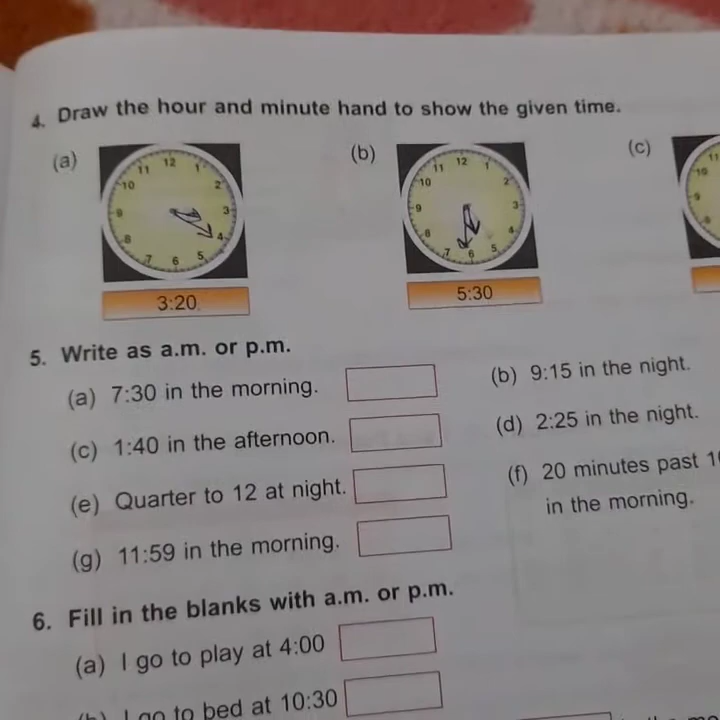 4. Draw the hour and minute hand to show the given time.
(a) (b) (c)
12 1 2 3 4 5 6 7 8 9 10 11
12 1 2 3 4 5 6 7 8 9 10 11
11 10 9 8
3:20
5:30
5. Write as a.m. or p.m.
(a) 7:30 in the morning.
(b) 9:15 in the night.
(c) 1:40 in the afternoon.
(d) 2:25 in the night.
(e) Quarter to 12 at night.
(f) 20 minutes past
in the morning.
(g) 11:59 in the morning.
6. Fill in the blanks with a.m. or p.m.
(a) I go to play at 4:00
I go to bed at 10:30